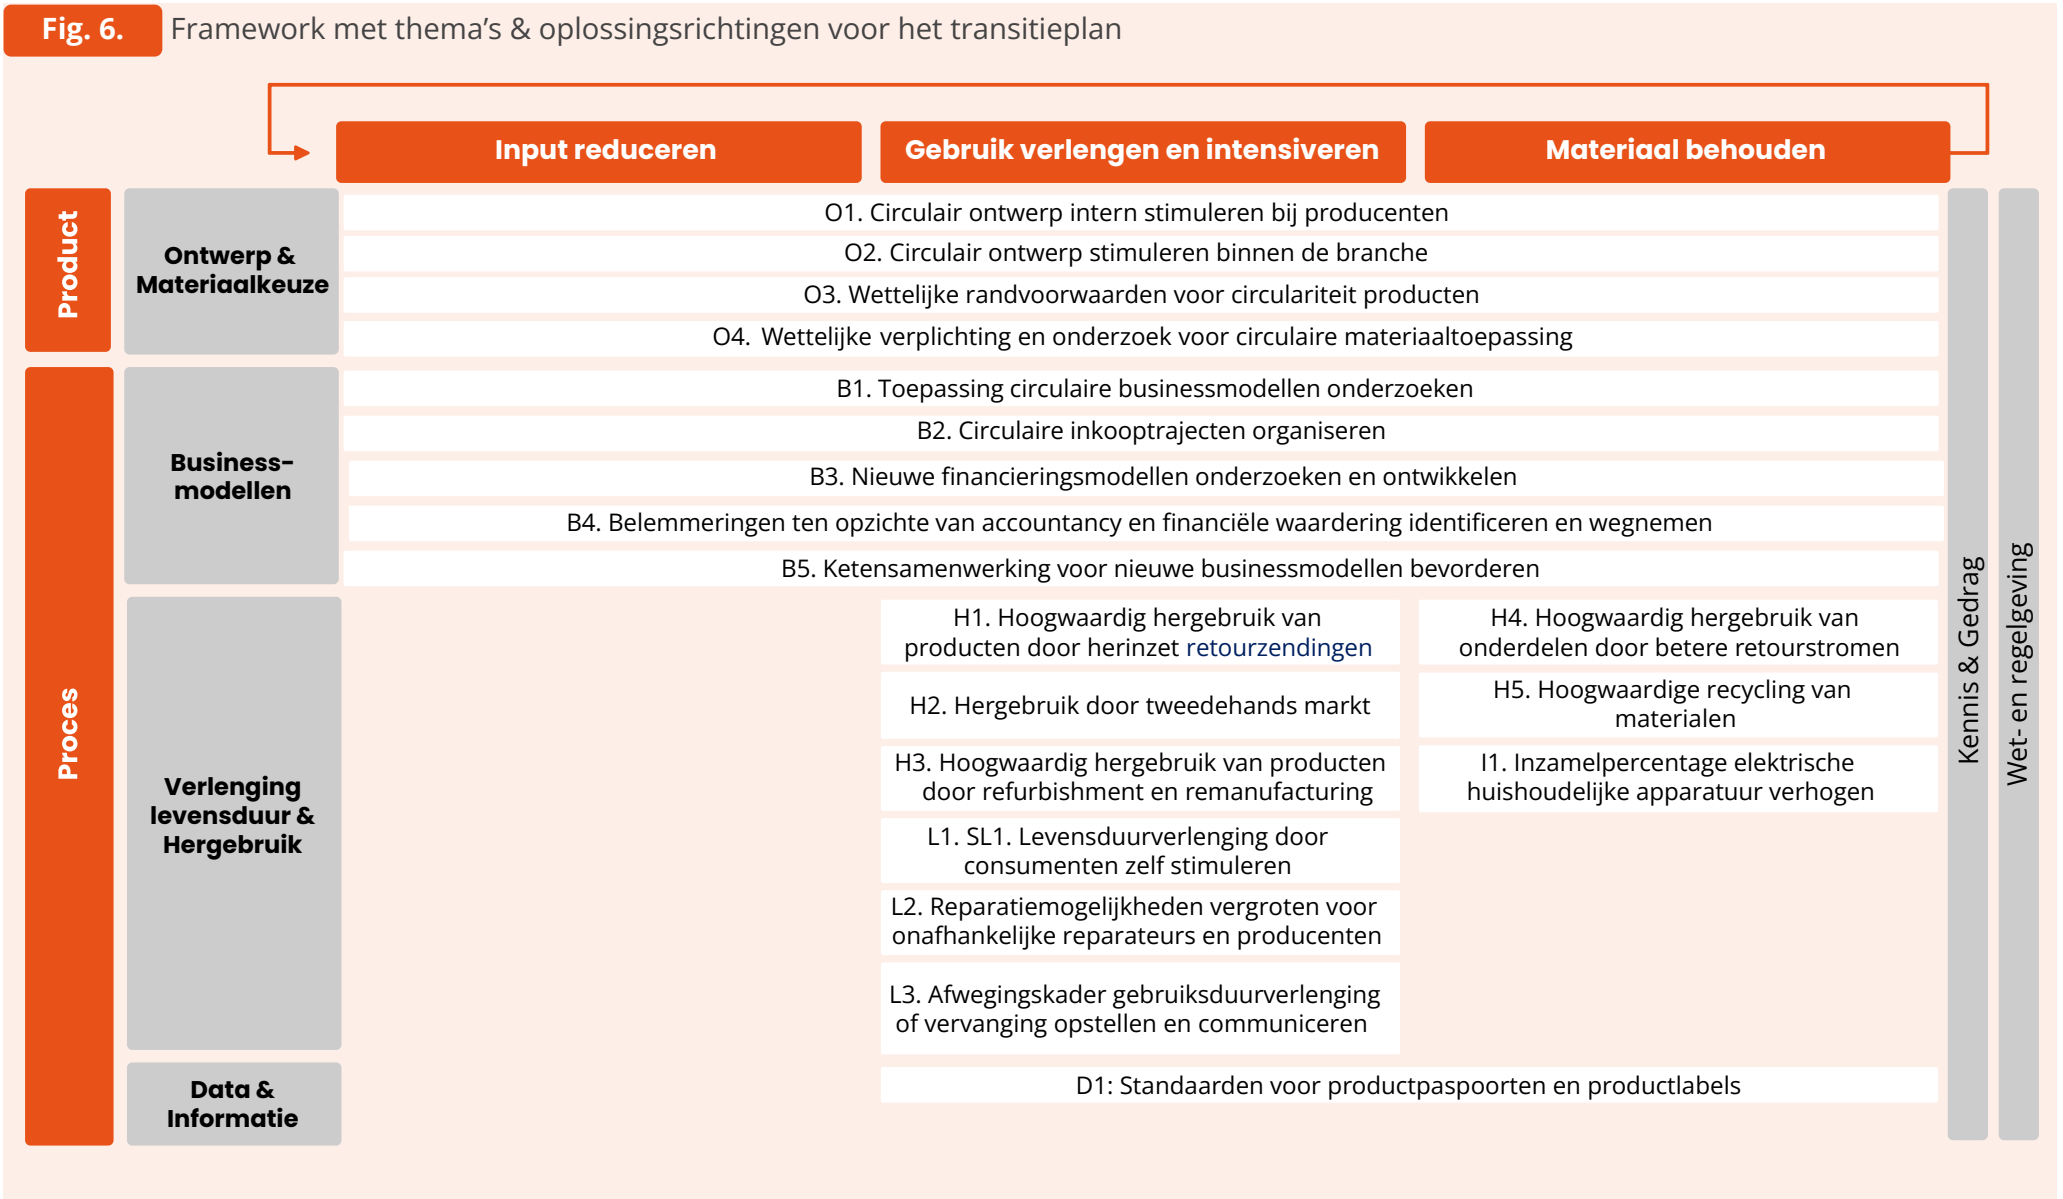 Fig. 6.
Framework met thema’s & oplossingsrichtingen voor het transitieplan
Input reduceren
Gebruik verlengen en intensiveren
Materiaal behouden
Product
Ontwerp &
Materiaalkeuze
O1. Circulair ontwerp intern stimuleren bij producenten
O2. Circulair ontwerp stimuleren binnen de branche
O3. Wettelijke randvoorwaarden voor circulariteit producten
O4. Wettelijke verplichting en onderzoek voor circulaire materiaaltoepassing
Proces
Business-
modellen
B1. Toepassing circulaire businessmodellen onderzoeken
B2. Circulaire inkooptrajecten organiseren
B3. Nieuwe financieringsmodellen onderzoeken en ontwikkelen
B4. Belemmeringen ten opzichte van accountancy en financiële waardering identificeren en wegnemen
B5. Ketensamenwerking voor nieuwe businessmodellen bevorderen
Verlenging
levensduur &
Hergebruik
H1. Hoogwaardig hergebruik van
producten door herinzet retourzendingen
H2. Hergebruik door tweedehands markt
H3. Hoogwaardig hergebruik van producten
door refurbishment en remanufacturing
L1. SL1. Levensduurverlenging door
consumenten zelf stimuleren
L2. Reparatiemogelijkheden vergroten voor
onafhankelijke reparateurs en producenten
L3. Afwegingskader gebruiksduurverlenging
of vervanging opstellen en communiceren
H4. Hoogwaardig hergebruik van
onderdelen door betere retourstromen
H5. Hoogwaardige recycling van
materialen
I1. Inzamelpercentage elektrische
huishoudelijke apparatuur verhogen
Data &
Informatie
D1: Standaarden voor productpaspoorten en productlabels
Kennis & Gedrag
Wet- en regelgeving